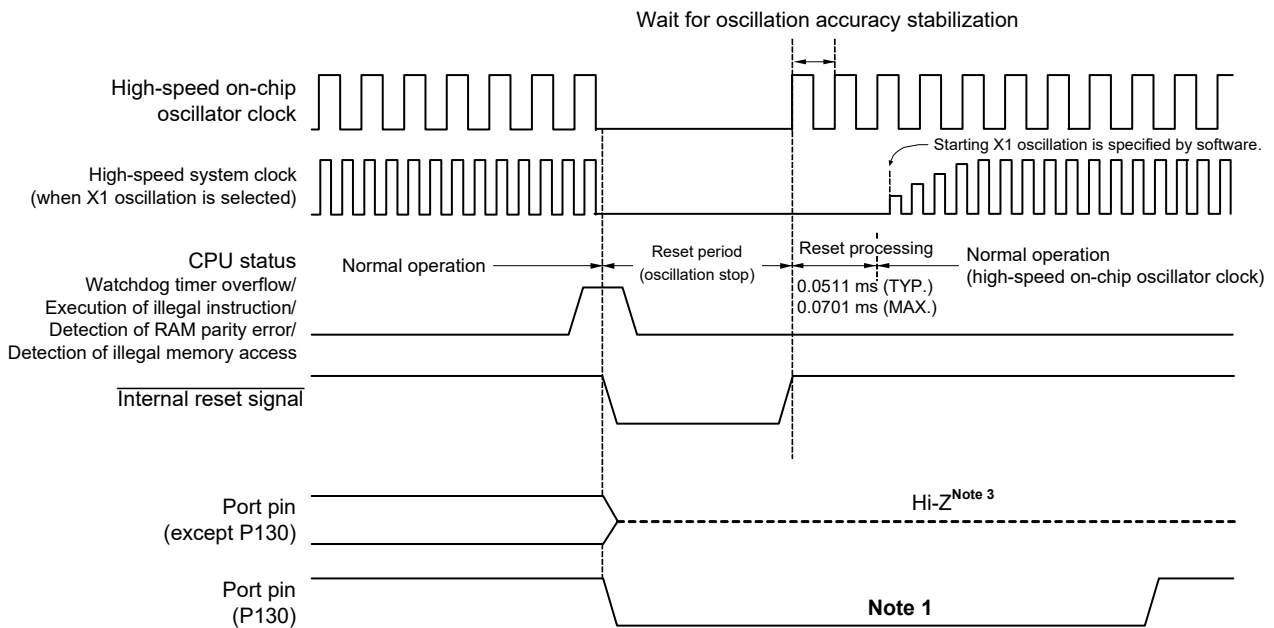 Wait for oscillation accuracy stabilization
High-speed on-chip
oscillator clock
Starting X1 oscillation is specified by software.
High-speed system clock
(when X1 oscillation is selected)
CPU status
Normal operation
Reset period
(oscillation stop)
Reset processing
0.0511 ms (TYP.)
0.0701 ms (MAX.)
Normal operation
(high-speed on-chip oscillator clock)
Watchdog timer overflow/
Execution of illegal instruction/
Detection of RAM parity error/
Detection of illegal memory access
Internal reset signal
Port pin
(except P130)
Hi-Z Note 3
Port pin
(P130)
Note 1